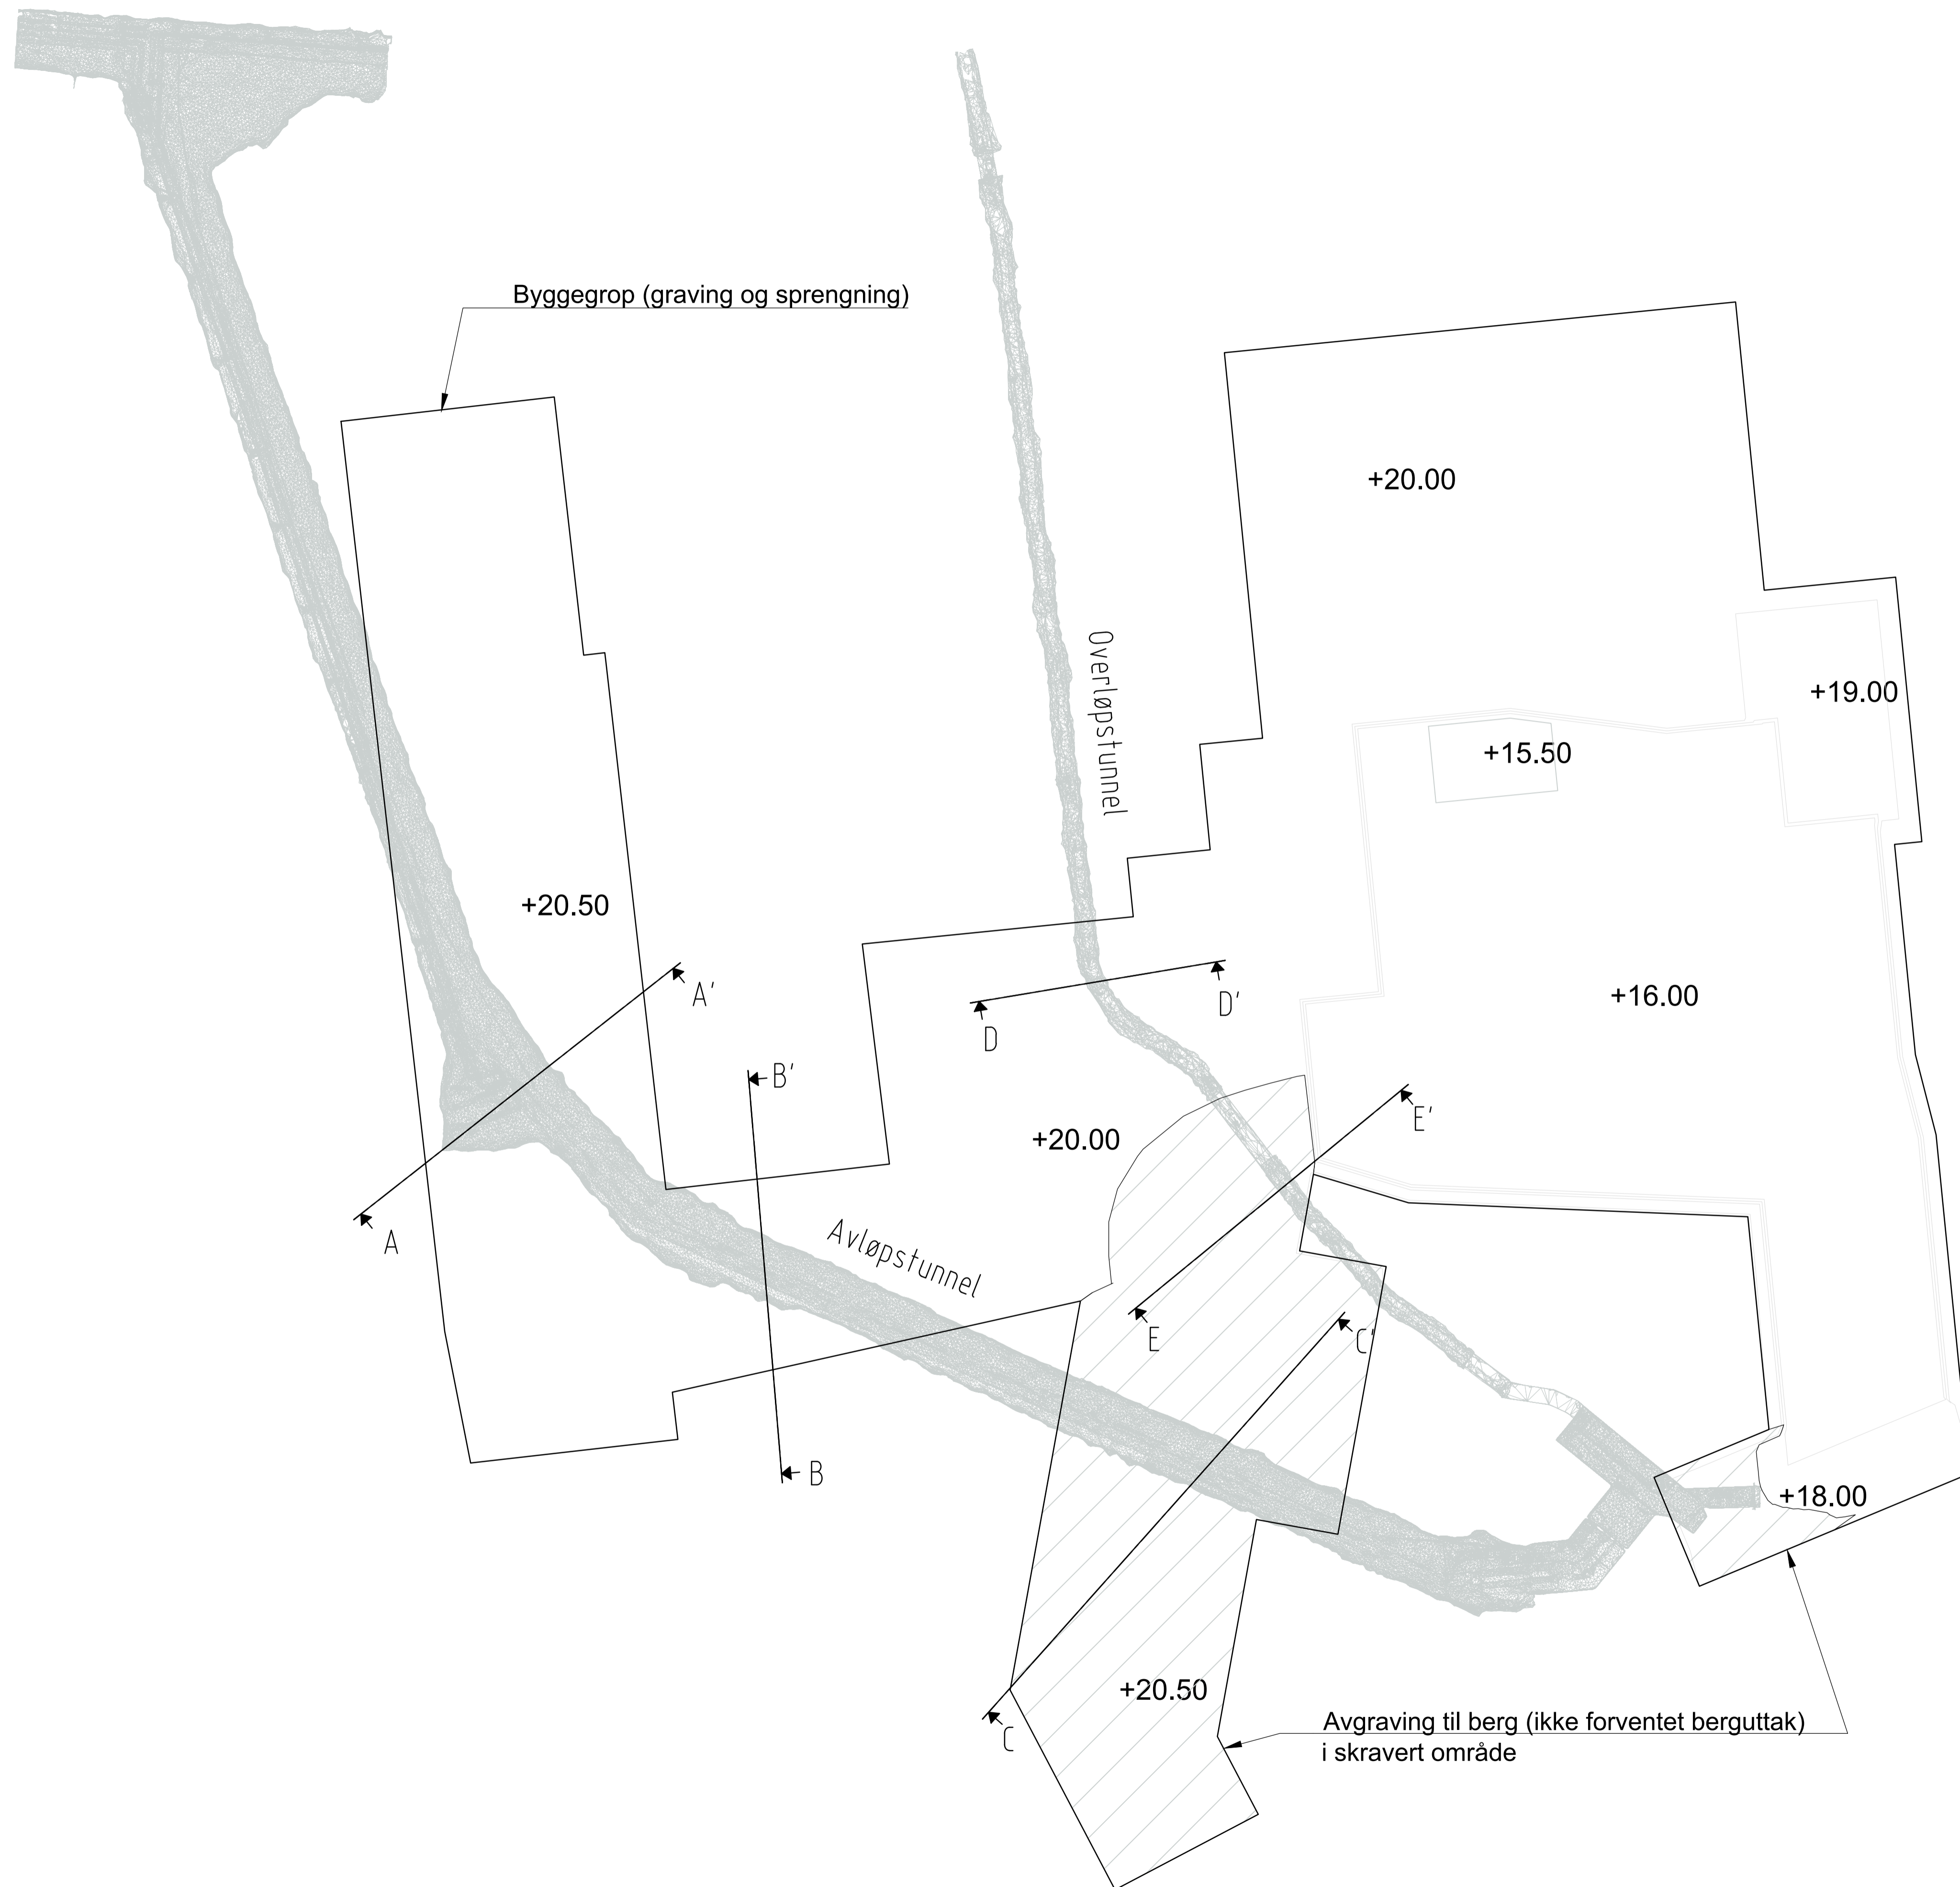 Byggegrop (graving og sprengning)
+20.00
Overløpstunnel
+19.00
+15.50
+20.50
A'
D
D'
+16.00
B'
E'
+20.00
A
Avløpstunnel
E
C'
B
+18.00
+20.50
C
Avgraving til berg (ikke forventet berguttak)
i skravert område